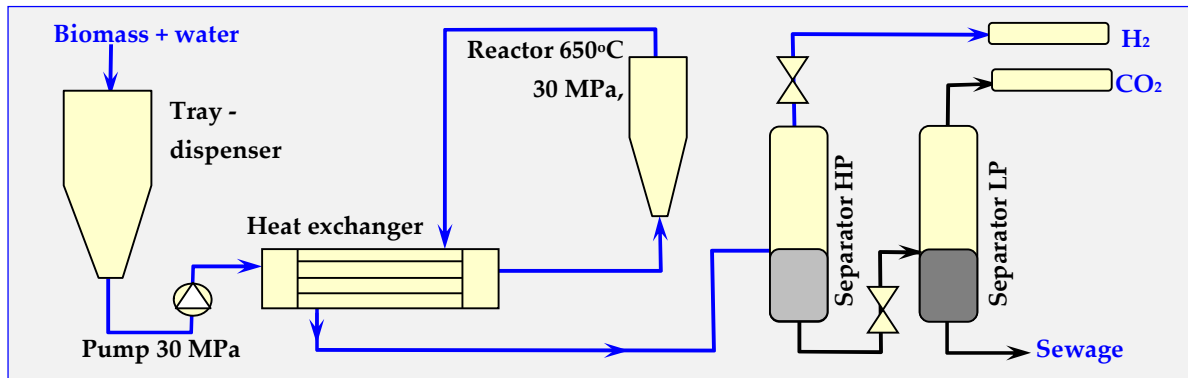 Biomass + water
Tray -
dispenser
Pump 30 MPa
Heat exchanger
Reactor 650ºC
30 MPa,
Separator HP
Separator LP
H₂
CO₂
Sewage